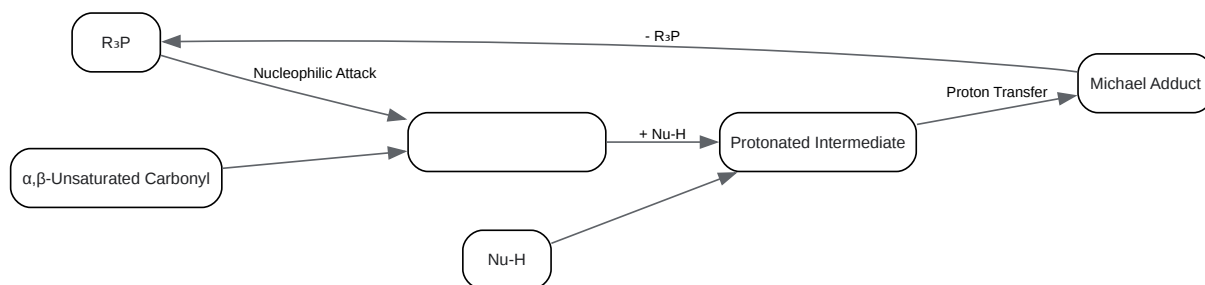 R₃P
- R₃P
Nucleophilic Attack
Michael Adduct
Proton Transfer
+ Nu-H
Protonated Intermediate
α,β-Unsaturated Carbonyl
Nu-H